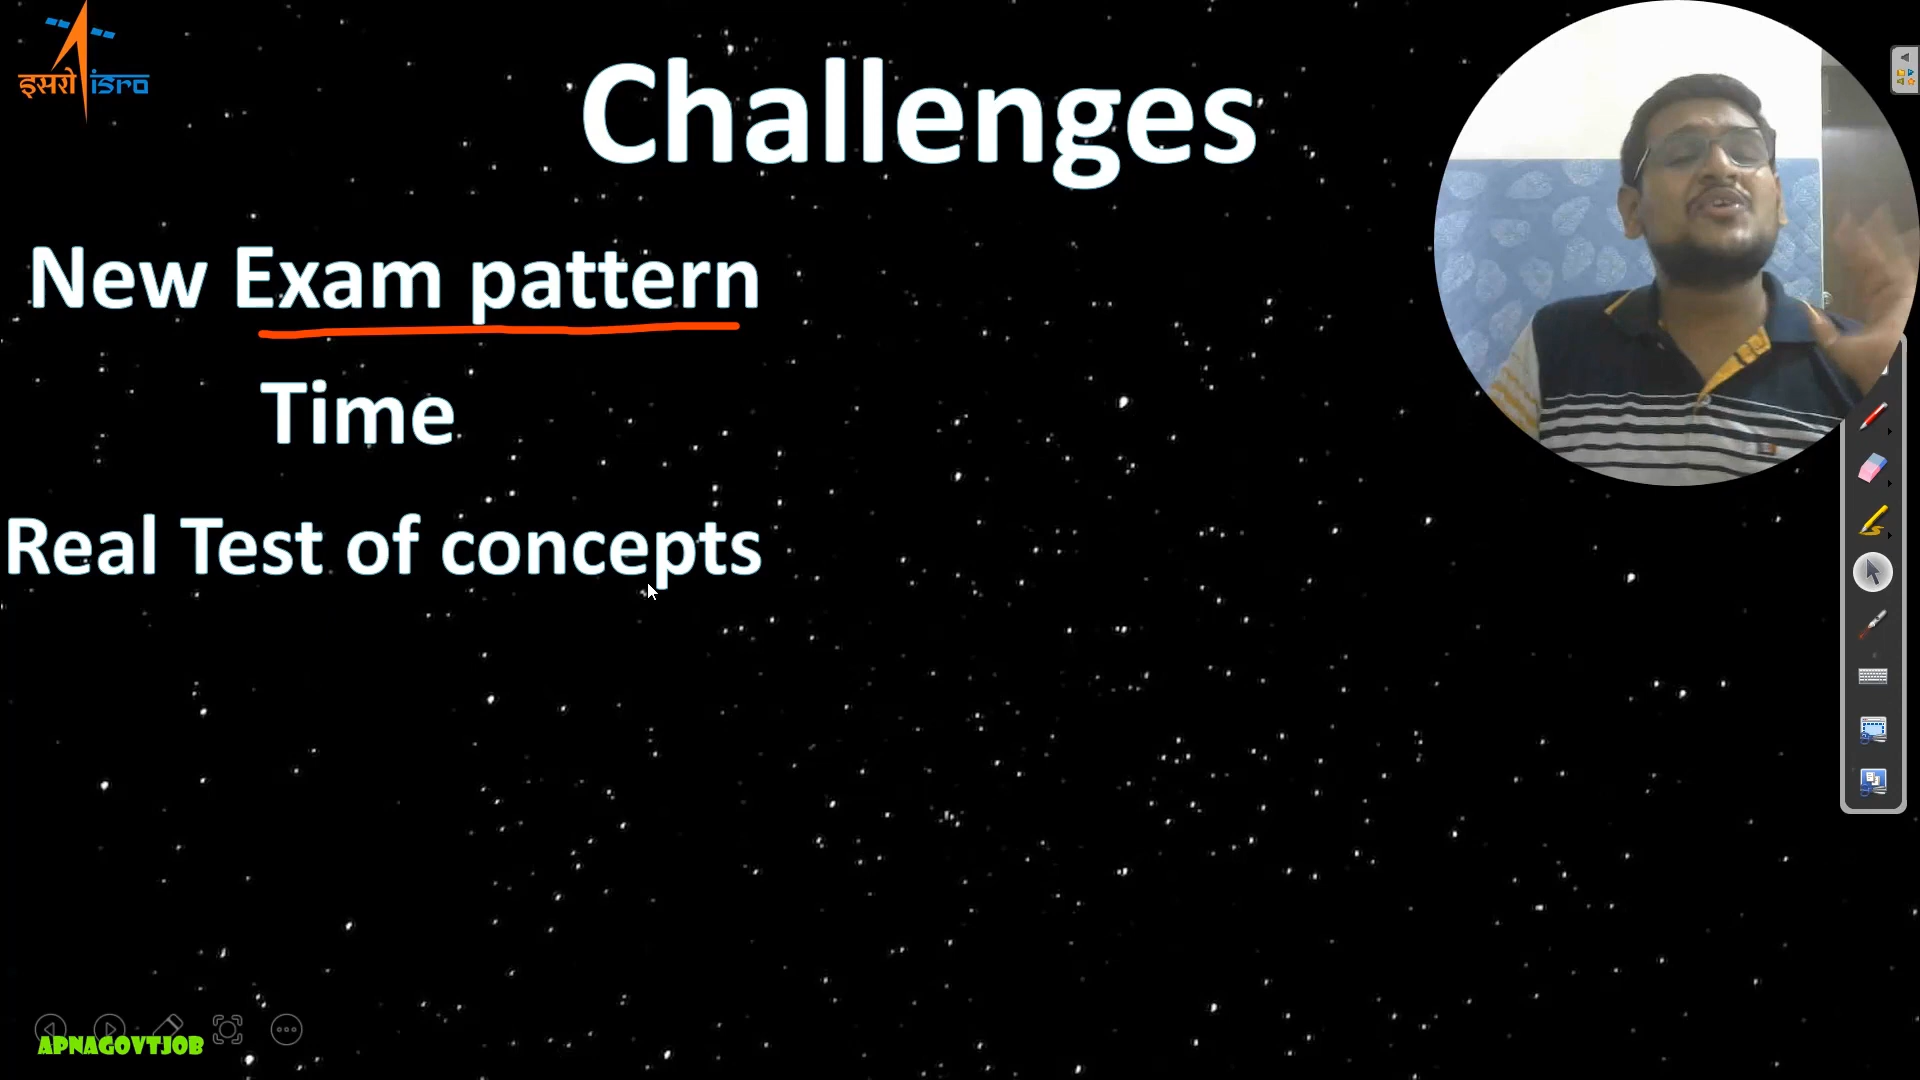 इसरो isro
Challenges
New Exam pattern
Time
Real Test of concepts
APNAGOVTJOB